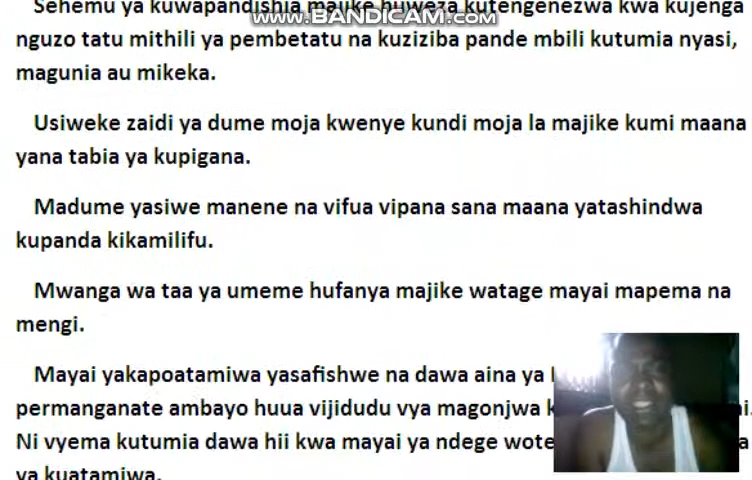 Sehemu ya kuwapandishia majike huweza kutengenezwa kwa kujenga
WWW.BANDICAM.COM
nguzo tatu mithili ya pembetatu na kuziziba pande mbili kutumia nyasi,
magunia au mikeka.
Usiweke zaidi ya dume moja kwenye kundi moja la majike kumi maana
yana tabia ya kupigana.
Madume yasiwe manene na vifua vipana sana maana yatashindwa
kupanda kikamilifu.
Mwanga wa taa ya umeme hufanya majike watage mayai mapema na
mengi.
Mayai yakapoatamiwa yasafishwe na dawa aina ya
permanganate ambayo huua vijidudu vya magonjwa
Ni vyema kutumia dawa hii kwa mayai ya ndege wote
ya kuatamiwa.